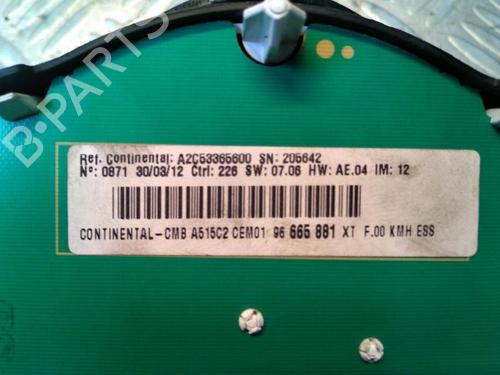 Ref. Continental: A2C53365600 SN: 205642
Nº: 0871 30/03/12 Ctrl: 226 SW: 07.06 HW: AE.04 IM: 12
CONTINENTAL-CMB A515C2 CEM01 96 665 881 XT F.00 KMH ESS
B-PARTS